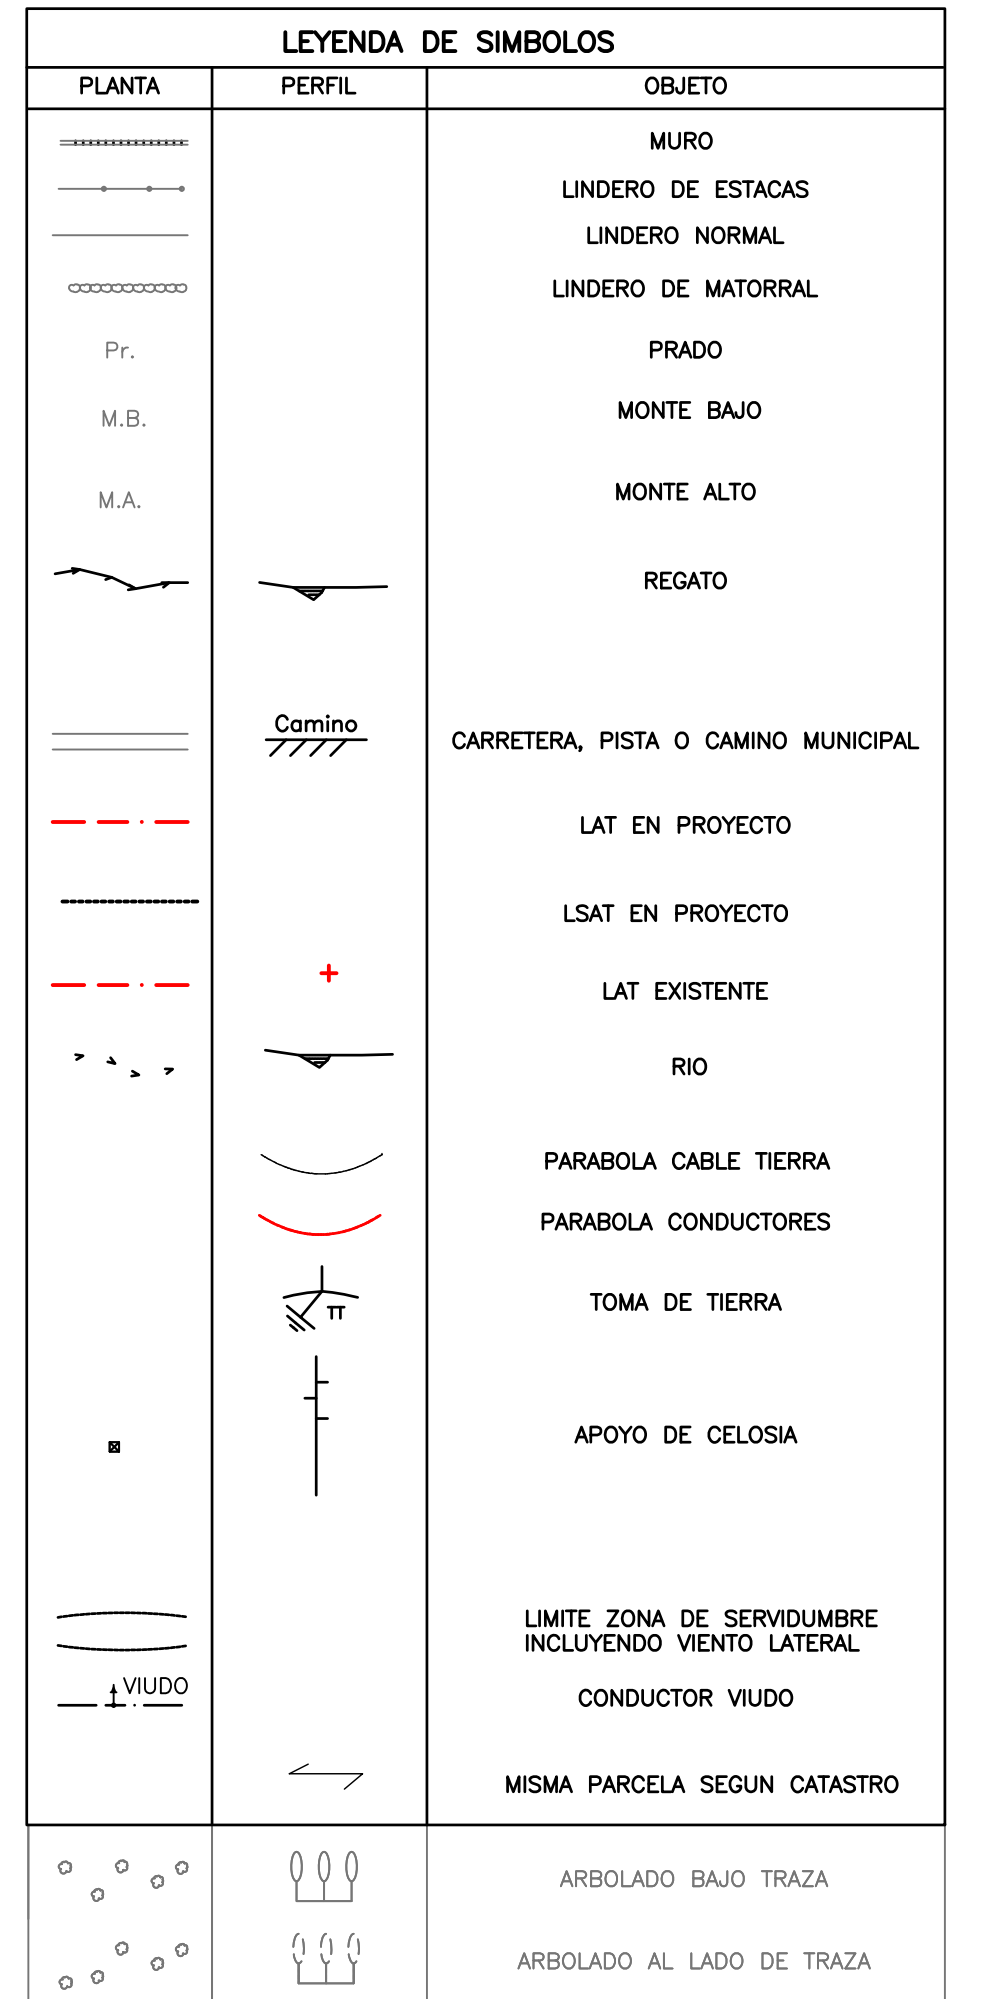 LEYENDA DE SIMBOLOS
PLANTA PERFIL OBJETO
MURO
LINDERO DE ESTACAS
LINDERO NORMAL
LINDERO DE MATORRAL
Pr. PRADO
M.B. MONTE BAJO
M.A. MONTE ALTO
REGATO
Camino CARRETERA, PISTA O CAMINO MUNICIPAL
LAT EN PROYECTO
LSAT EN PROYECTO
LAT EXISTENTE
RIO
PARABOLA CABLE TIERRA
PARABOLA CONDUCTORES
TOMA DE TIERRA
APOYO DE CELOSIA
LIMITE ZONA DE SERVIDUMBRE
INCLUYENDO VIENTO LATERAL
VIUDO CONDUCTOR VIUDO
MISMA PARCELA SEGUN CATASTRO
ARBOLADO BAJO TRAZA
ARBOLADO AL LADO DE TRAZA